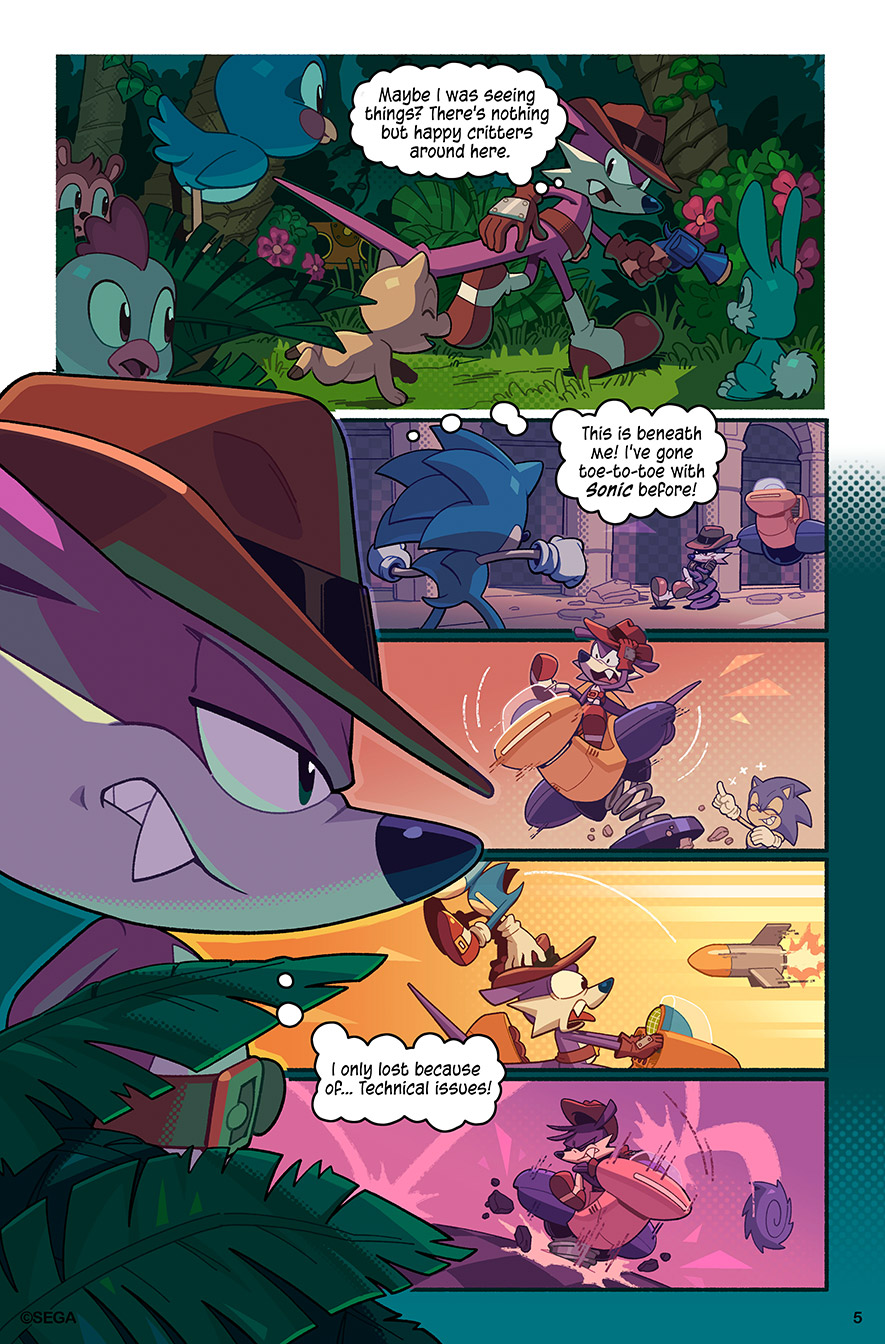 Maybe I was seeing
things? There's nothing
but happy critters
around here.
This is beneath
me! I've gone
toe-to-toe with
Sonic before!
I only lost because
of... Technical issues!
©SEGA
5